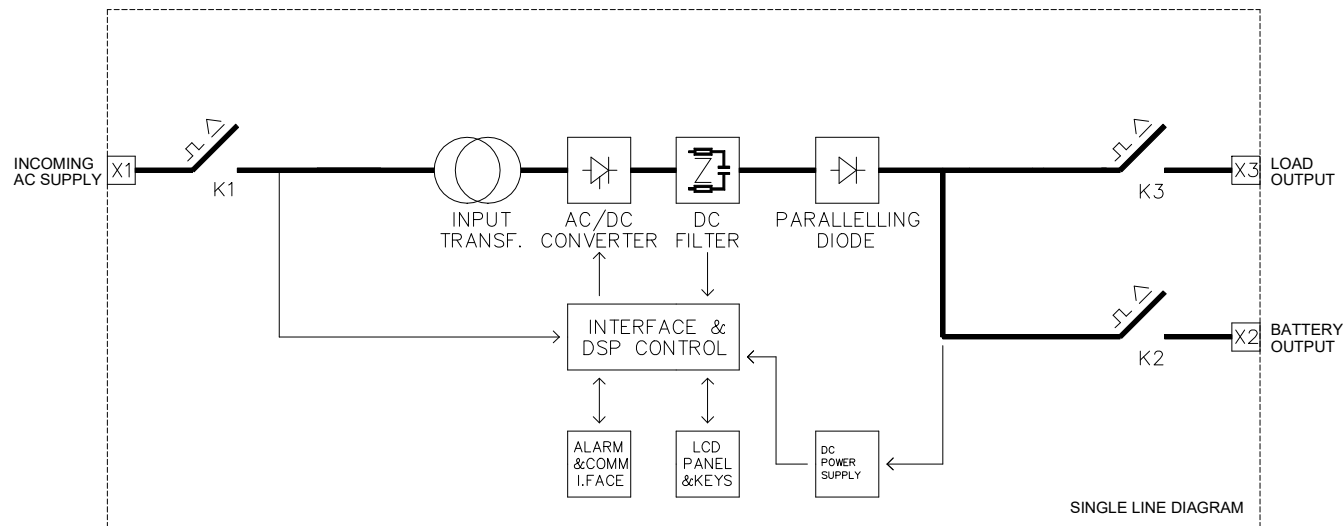 INCOMING
AC SUPPLY
X1
K1
INPUT
TRANSF.
AC/DC
CONVERTER
DC
FILTER
PARALLELLING
DIODE
K3
X3
LOAD
OUTPUT
INTERFACE &
DSP CONTROL
K2
X2
BATTERY
OUTPUT
ALARM
&COMM
I.FACE
LCD
PANEL
&KEYS
DC
POWER
SUPPLY
SINGLE LINE DIAGRAM